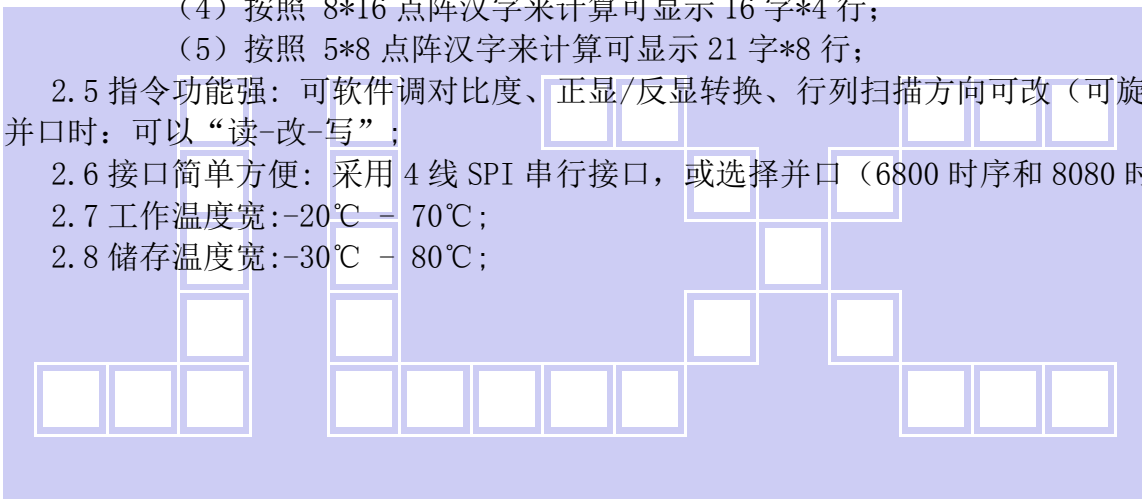 （4）按照 8*16 点阵汉字来计算可显示 16 字*4 行；
（5）按照 5*8 点阵汉字来计算可显示 21 字*8 行；
2.5 指令功能强: 可软件调对比度、正显/反显转换、行列扫描方向可改（可旋
并口时：可以“读-改-写”；
2.6 接口简单方便: 采用 4 线 SPI 串行接口，或选择并口（6800 时序和 8080 时
2.7 工作温度宽:-20℃ - 70℃;
2.8 储存温度宽:-30℃ - 80℃;